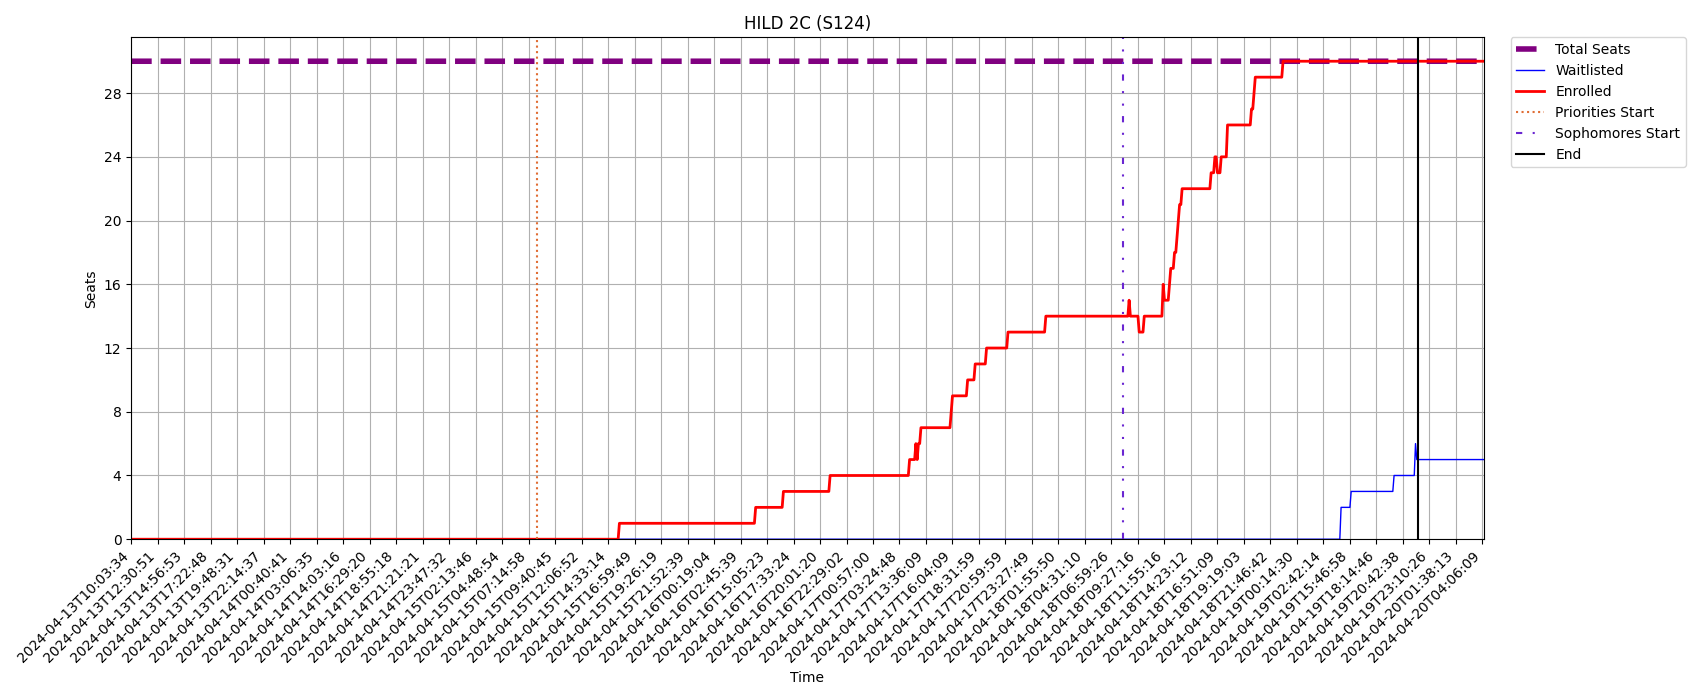 HILD 2C (S124)
Total Seats
Waitlisted
Enrolled
Priorities Start
Sophomores Start
End
28
24
20
16
12
8
4
0
Seats
2024-04-13T10:03:34
2024-04-13T12:30:51
2024-04-13T14:56:53
2024-04-13T17:22:48
2024-04-13T19:48:31
2024-04-13T22:14:37
2024-04-14T00:40:41
2024-04-14T03:06:35
2024-04-14T14:03:16
2024-04-14T16:29:20
2024-04-14T18:55:18
2024-04-14T21:21:21
2024-04-14T23:47:32
2024-04-15T02:13:46
2024-04-15T04:48:54
2024-04-15T07:14:58
2024-04-15T09:40:45
2024-04-15T12:06:52
2024-04-15T14:33:14
2024-04-15T16:59:49
2024-04-15T19:26:19
2024-04-15T21:52:39
2024-04-16T00:19:04
2024-04-16T02:45:39
2024-04-16T15:05:23
2024-04-16T17:33:24
2024-04-16T20:01:20
2024-04-16T22:29:02
2024-04-17T00:57:00
2024-04-17T03:24:48
2024-04-17T13:36:09
2024-04-17T16:04:09
2024-04-17T18:31:59
2024-04-17T20:59:59
2024-04-17T23:27:49
2024-04-18T01:55:50
2024-04-18T04:31:10
2024-04-18T06:59:26
2024-04-18T09:27:16
2024-04-18T11:55:16
2024-04-18T14:23:12
2024-04-18T16:51:09
2024-04-18T19:19:03
2024-04-18T21:46:42
2024-04-19T00:14:30
2024-04-19T02:42:14
2024-04-19T15:46:58
2024-04-19T18:14:46
2024-04-19T20:42:38
2024-04-19T23:10:26
2024-04-20T01:38:13
2024-04-20T04:06:09
Time